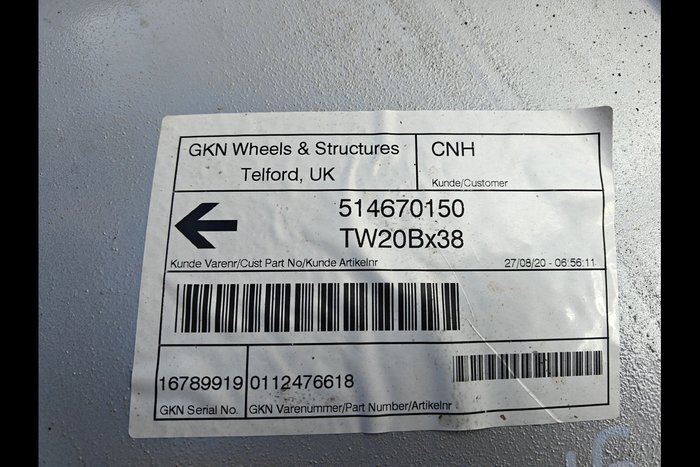 GKN Wheels & Structures
Telford, UK
CNH
Kunde/Customer
514670150
TW20Bx38
Kunde Varenr/Cust Part No/Kunde Artikelnr
27/08/20 - 06:56:11
16789919
0112476618
GKN Serial No.
GKN Varenummer/Part Number/Artikelnr